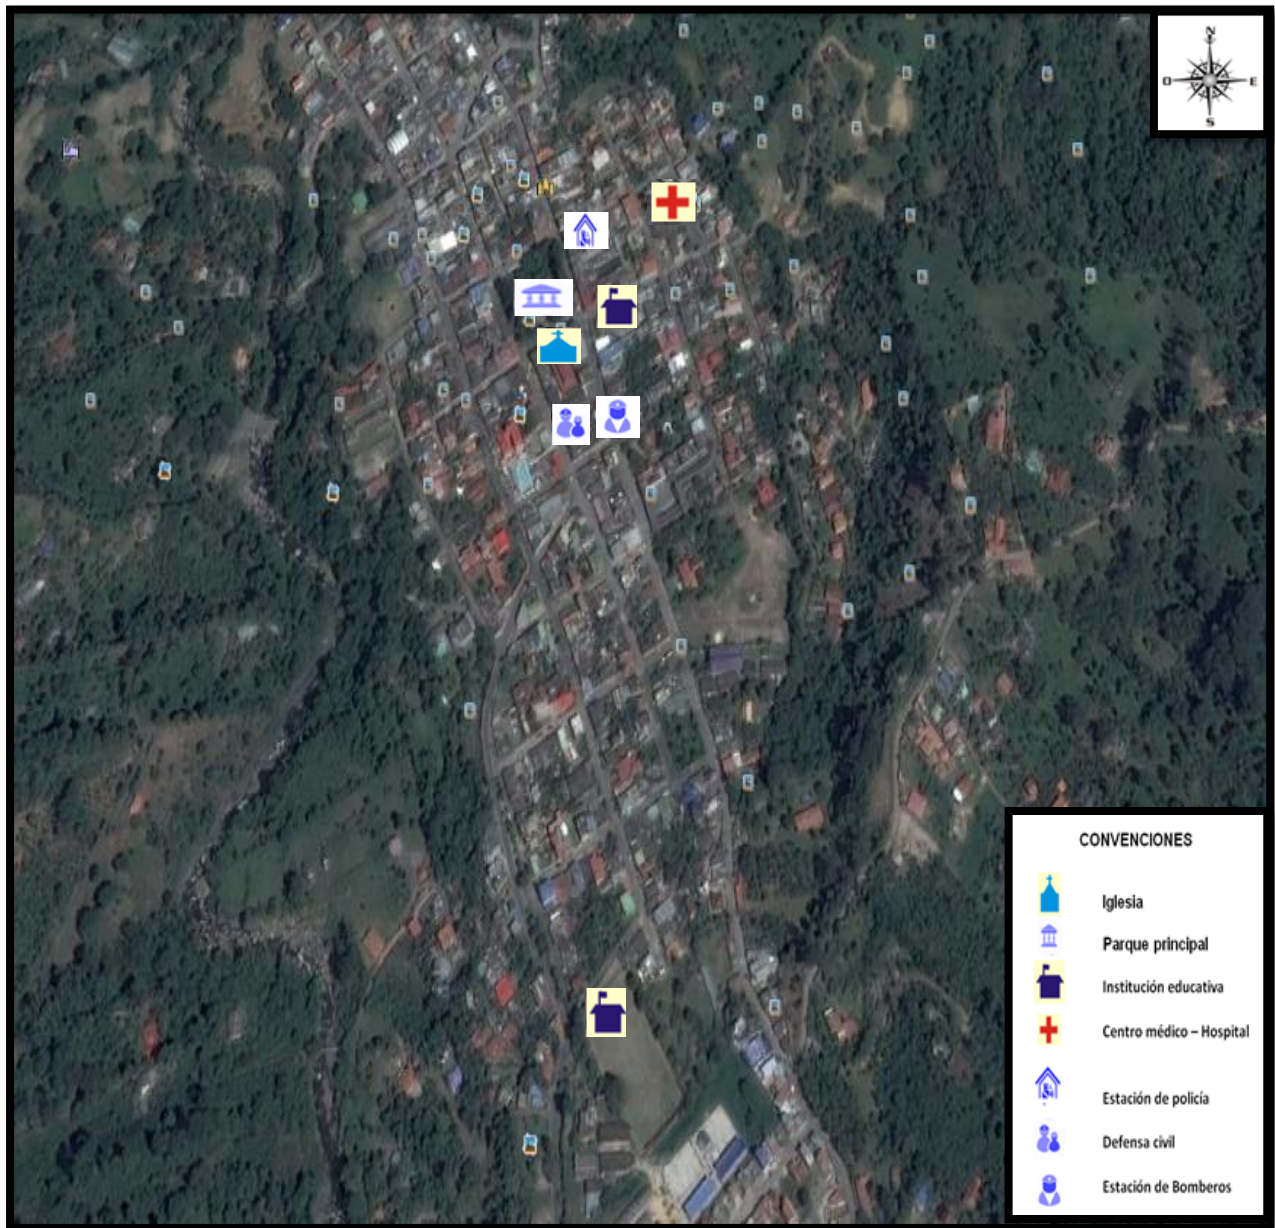 N
O E
S
CONVENCIONES
Iglesia
Parque principal
Institución educativa
Centro médico – Hospital
Estación de policía
Defensa civil
Estación de Bomberos